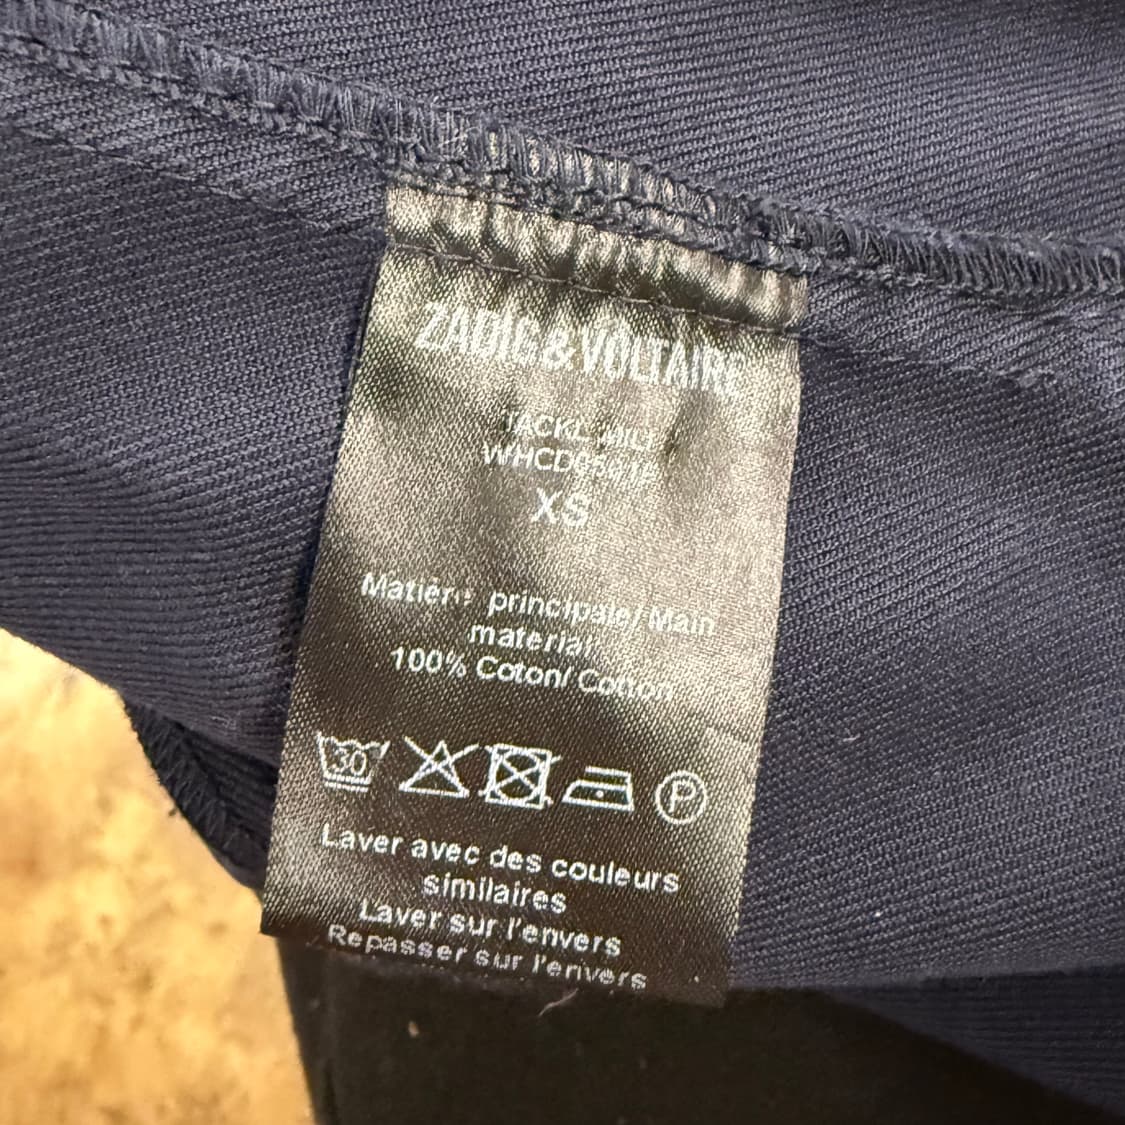 ZADIG&VOLTAIRE
XS
Matière principale/ Main
material:
100% Coton/ Cotton
30
P
Laver avec des couleurs
similaires
Laver sur l'envers
Repasser sur l'envers